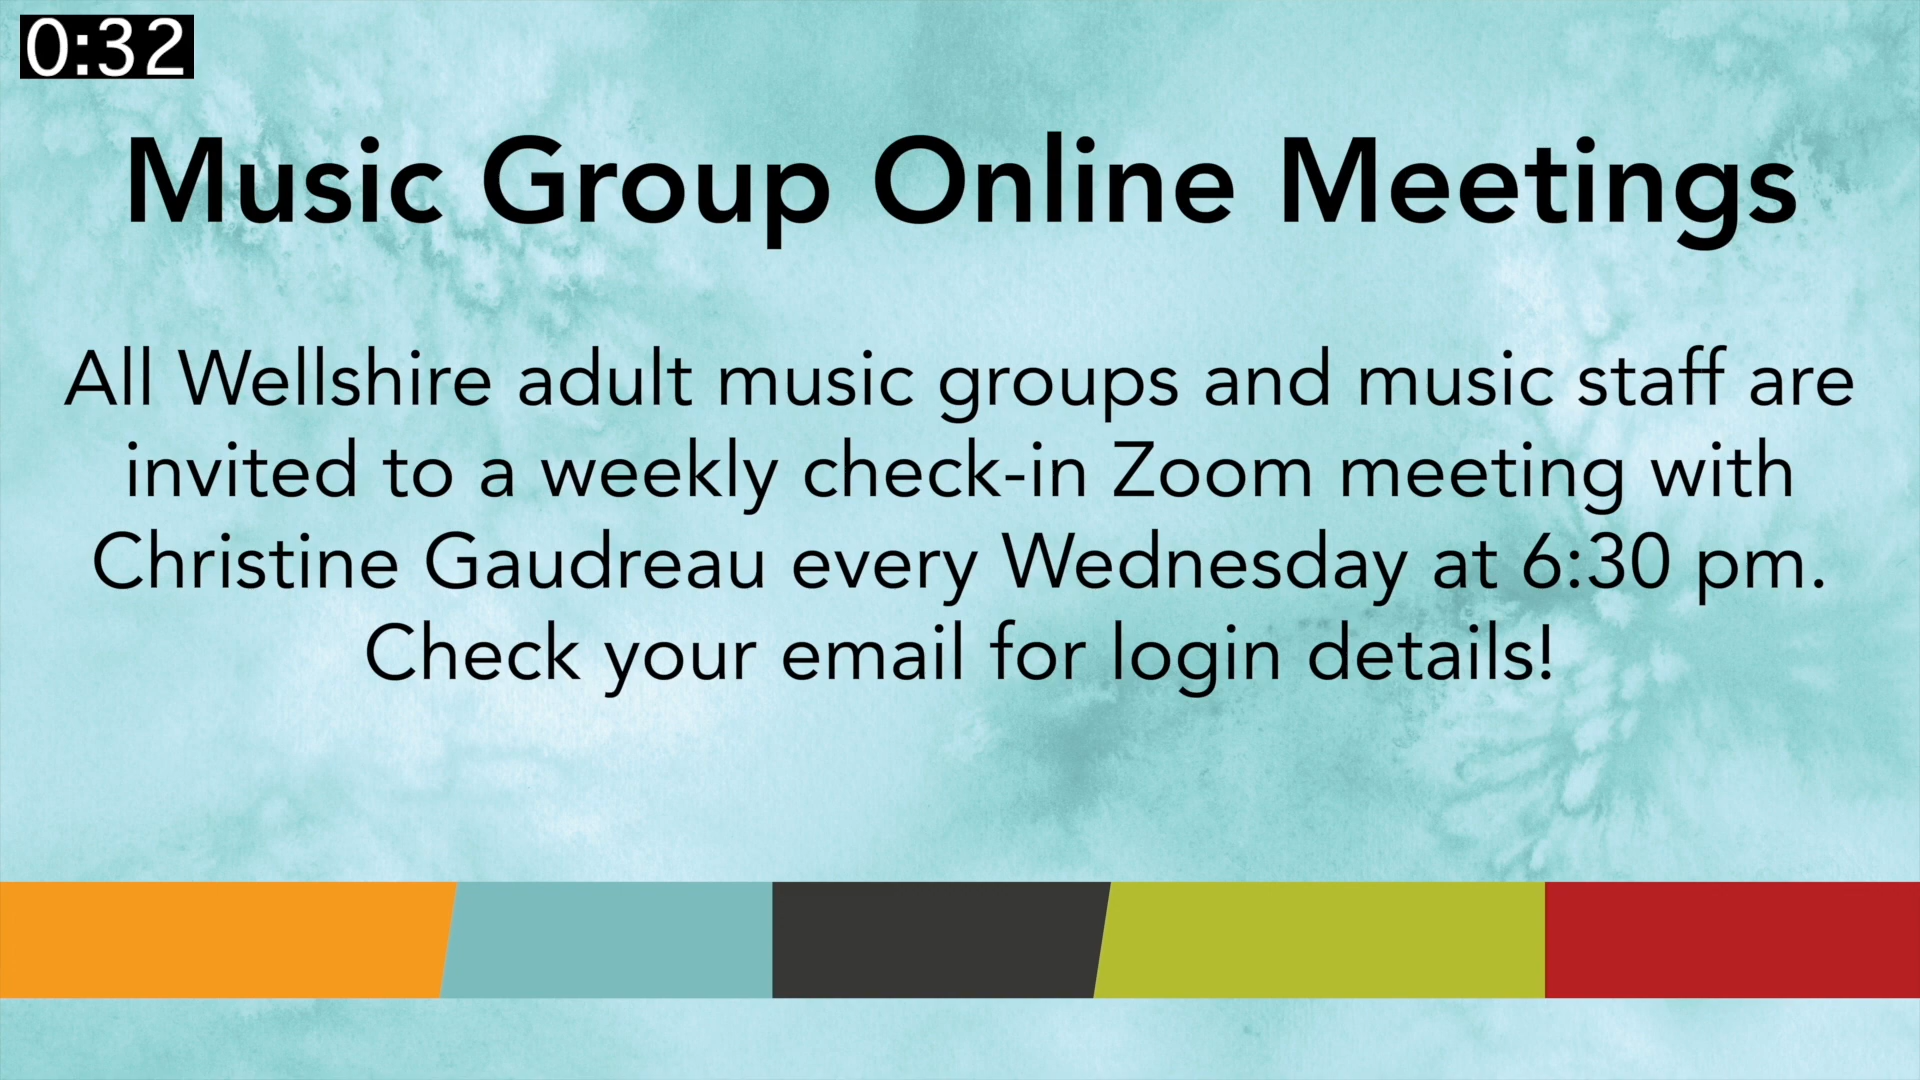 0:32
Music Group Online Meetings
All Wellshire adult music groups and music staff are
invited to a weekly check-in Zoom meeting with
Christine Gaudreau every Wednesday at 6:30 pm.
Check your email for login details!